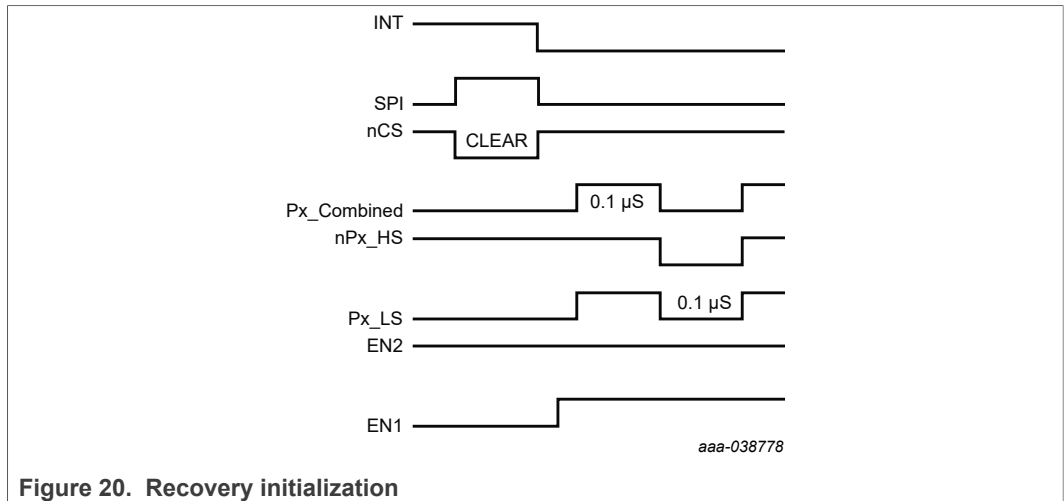 INT
SPI
nCS
CLEAR
Px_Combined
0.1 µS
nPx_HS
Px_LS
0.1 µS
EN2
EN1
aaa-038778
Figure 20. Recovery initialization